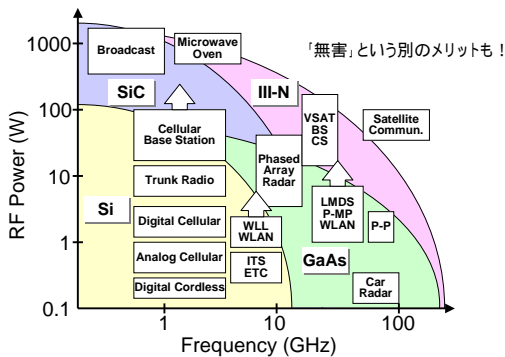 1000
100
10
1
0.1
RF Power (W)
Broadcast
Microwave
Oven
「無害」という別のメリットも！
SiC
III-N
Cellular
Base Station
VSAT
BS
CS
Satellite
Commun.
Phased
Array
Radar
Trunk Radio
Si
Digital Cellular
WLL
WLAN
LMDS
P-MP
WLAN
P-P
Analog Cellular
ITS
ETC
GaAs
Digital Cordless
Car
Radar
1
10
100
Frequency (GHz)